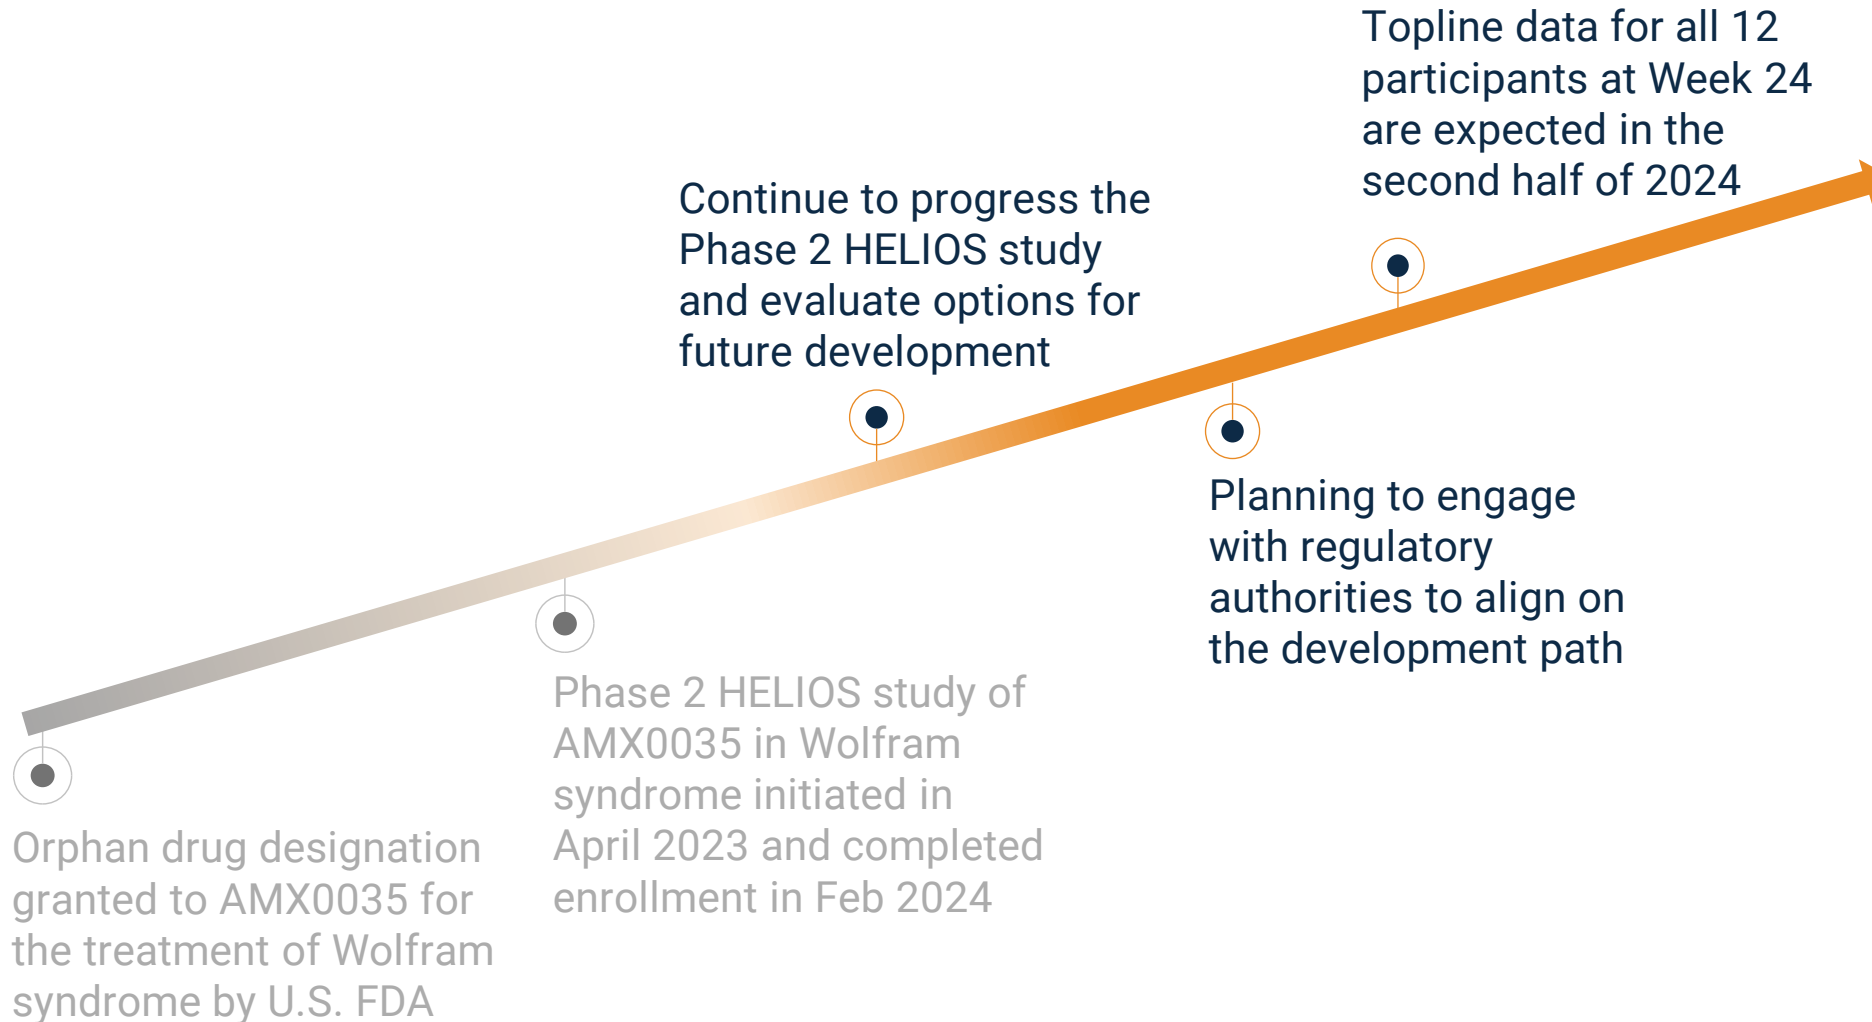 Orphan drug designation
granted to AMX0035 for
the treatment of Wolfram
syndrome by U.S. FDA
Phase 2 HELIOS study of
AMX0035 in Wolfram
syndrome initiated in
April 2023 and completed
enrollment in Feb 2024
Continue to progress the
Phase 2 HELIOS study
and evaluate options for
future development
Planning to engage
with regulatory
authorities to align on
the development path
Topline data for all 12
participants at Week 24
are expected in the
second half of 2024